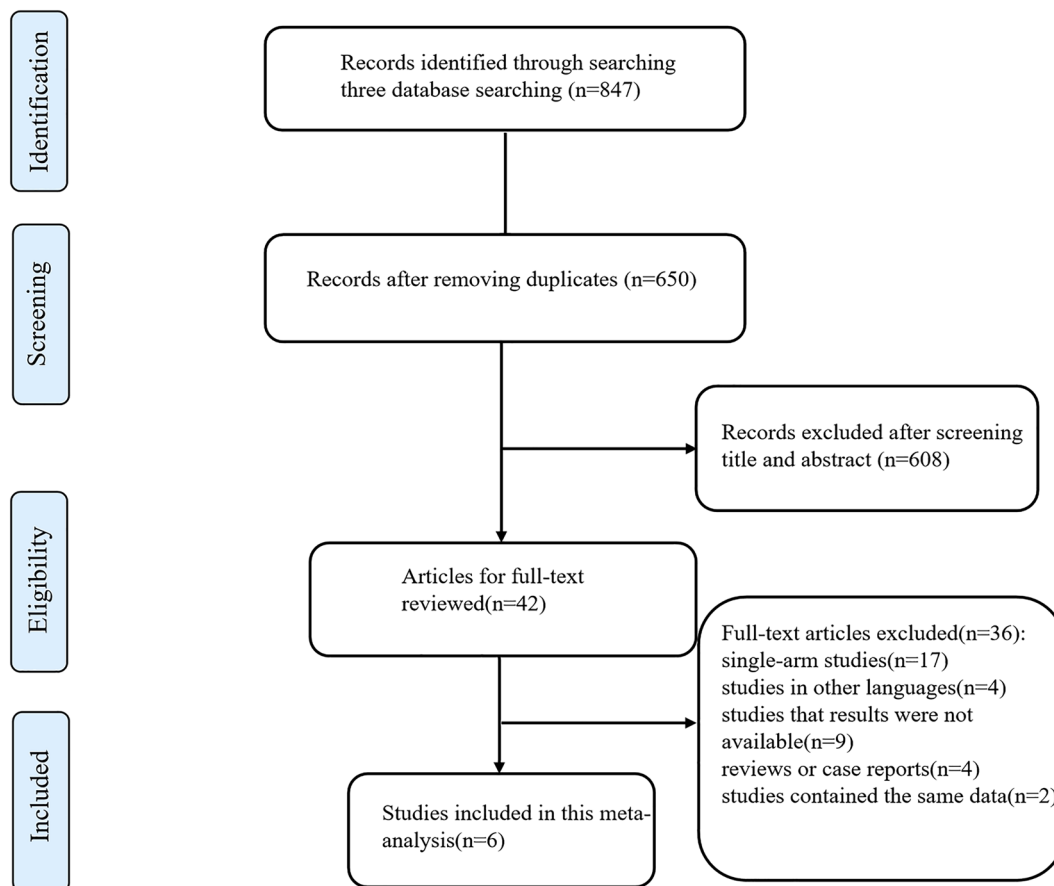 Identification
Records identified through searching
three database searching (n=847)
Screening
Records after removing duplicates (n=650)
Records excluded after screening
title and abstract (n=608)
Eligibility
Articles for full-text
reviewed(n=42)
Full-text articles excluded(n=36):
single-arm studies(n=17)
studies in other languages(n=4)
studies that results were not
available(n=9)
reviews or case reports(n=4)
studies contained the same data(n=2)
Included
Studies included in this meta-
analysis(n=6)